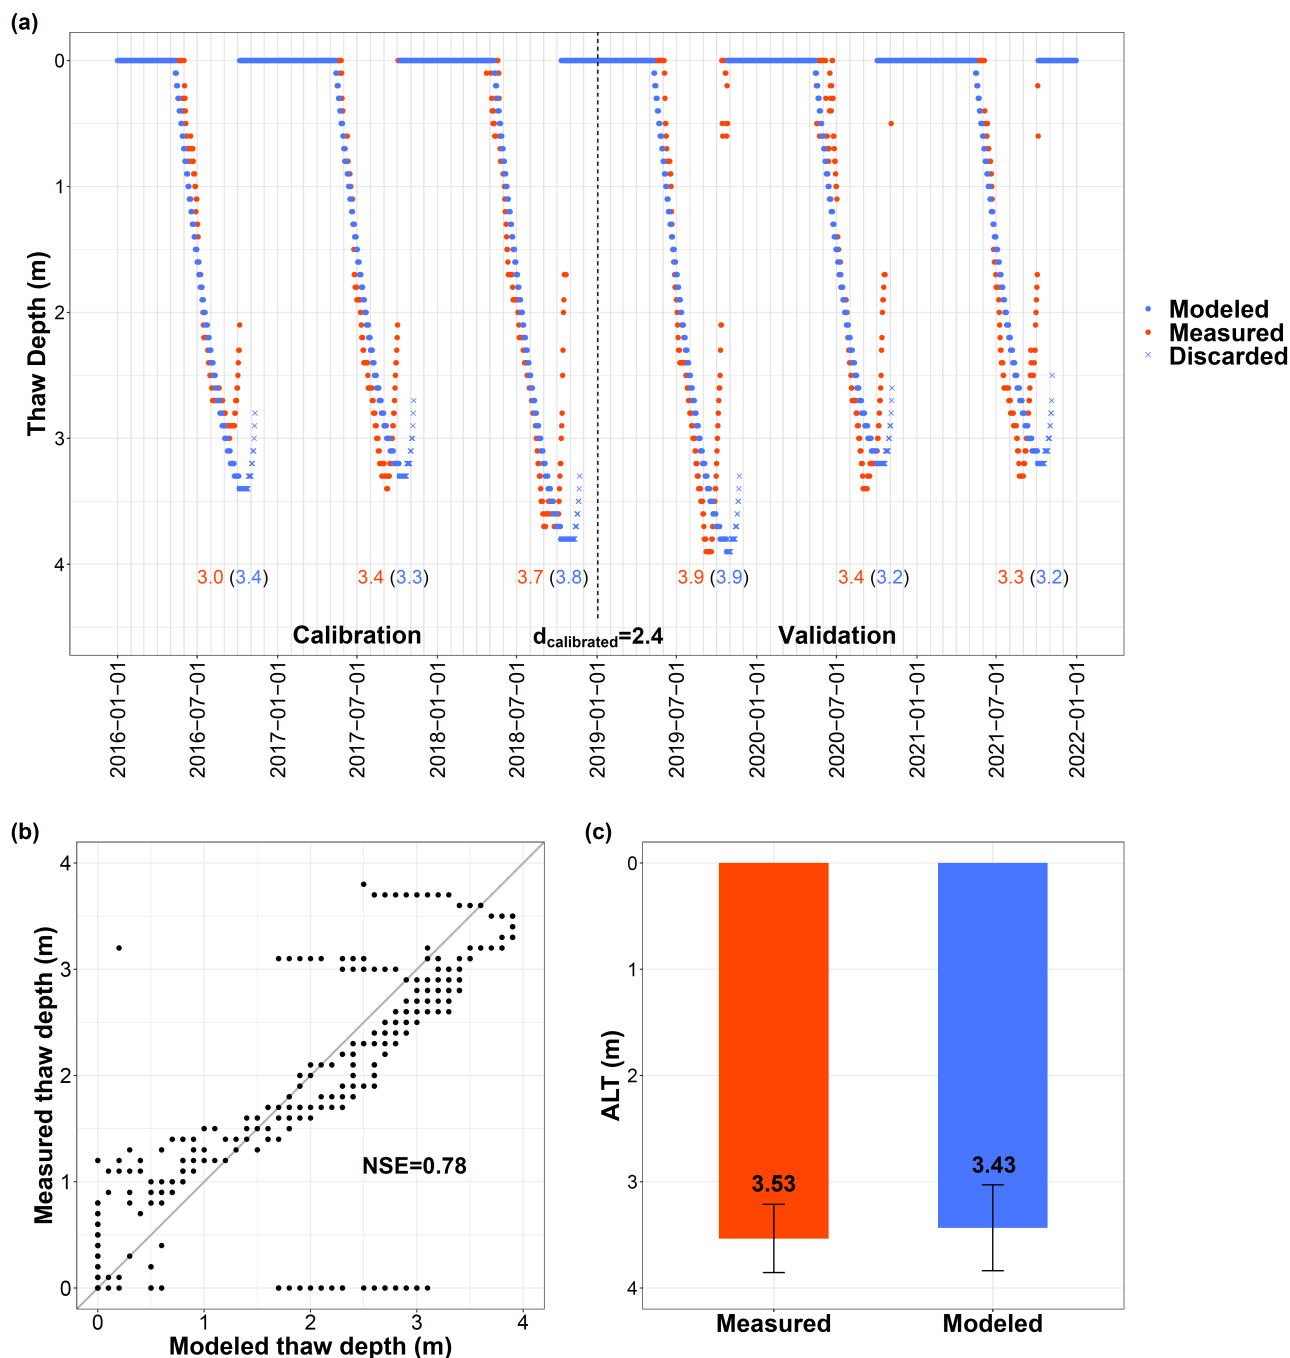 (a)
0
1
2
3
4
Thaw Depth (m)
3.0 (3.4)
3.4 (3.3)
3.7 (3.8)
3.9 (3.9)
3.4 (3.2)
3.3 (3.2)
Calibration
d calibrated=2.4
Validation
2016−01−01
2016−07−01
2017−01−01
2017−07−01
2018−01−01
2018−07−01
2019−01−01
2019−07−01
2020−01−01
2020−07−01
2021−01−01
2021−07−01
2022−01−01
Modeled
Measured
Discarded
(b)
4
3
2
1
0
Measured thaw depth (m)
NSE=0.78
0
1
2
3
4
Modeled thaw depth (m)
(c)
0
1
2
3
4
ALT (m)
3.53
3.43
Measured
Modeled